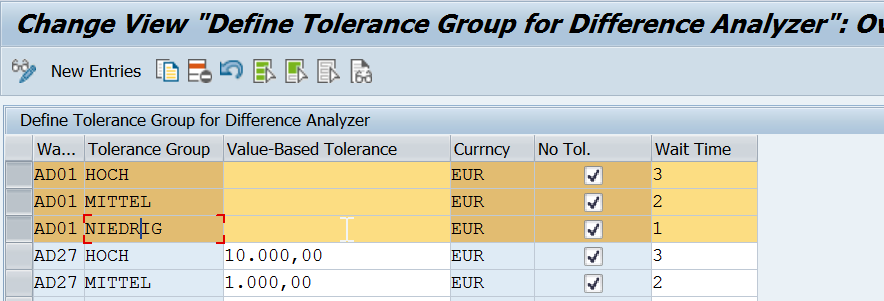 Change View "Define Tolerance Group for Difference Analyzer": Ov
New Entries
Define Tolerance Group for Difference Analyzer
Wa... Tolerance Group Value-Based Tolerance Currncy No Tol. Wait Time
AD01 HOCH EUR 3
AD01 MITTEL EUR 2
AD01 NIEDRIG EUR 1
AD27 HOCH 10.000,00 EUR 3
AD27 MITTEL 1.000,00 EUR 2